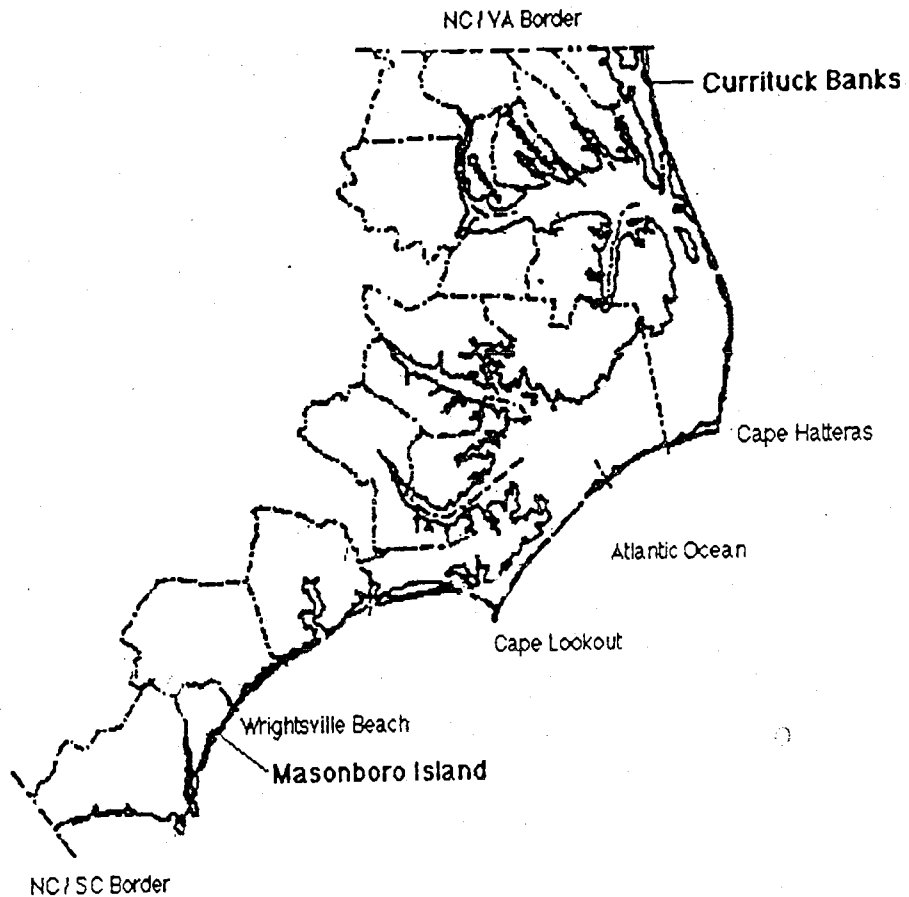 NC/VA Border
Currituck Banks
Cape Hatteras
Atlantic Ocean
Cape Lookout
Wrightsville Beach
Masonboro Island
NC/SC Border